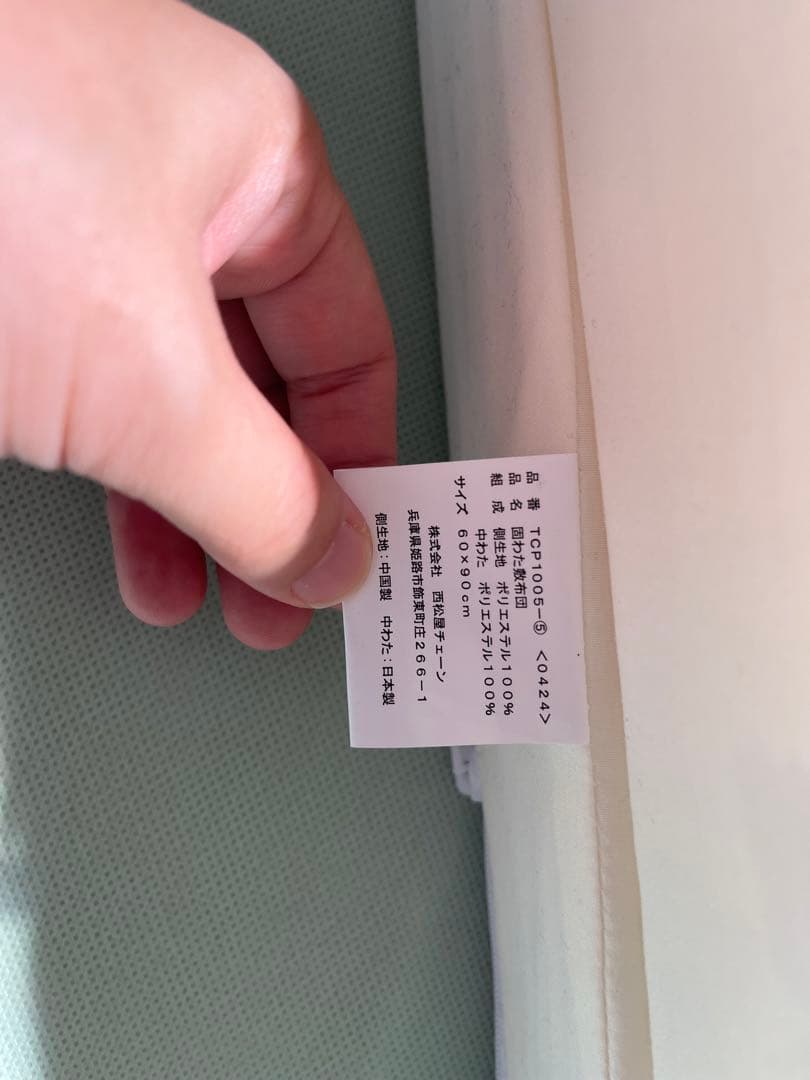 品番 TCP1005-⑤ <0424>
品名 固わた敷布団
組成 側生地 ポリエステル100%
中わた ポリエステル100%
サイズ 60×90cm
株式会社 西松屋チェーン
兵庫県姫路市飾東町庄266-1
側生地:中国製 中わた:日本製